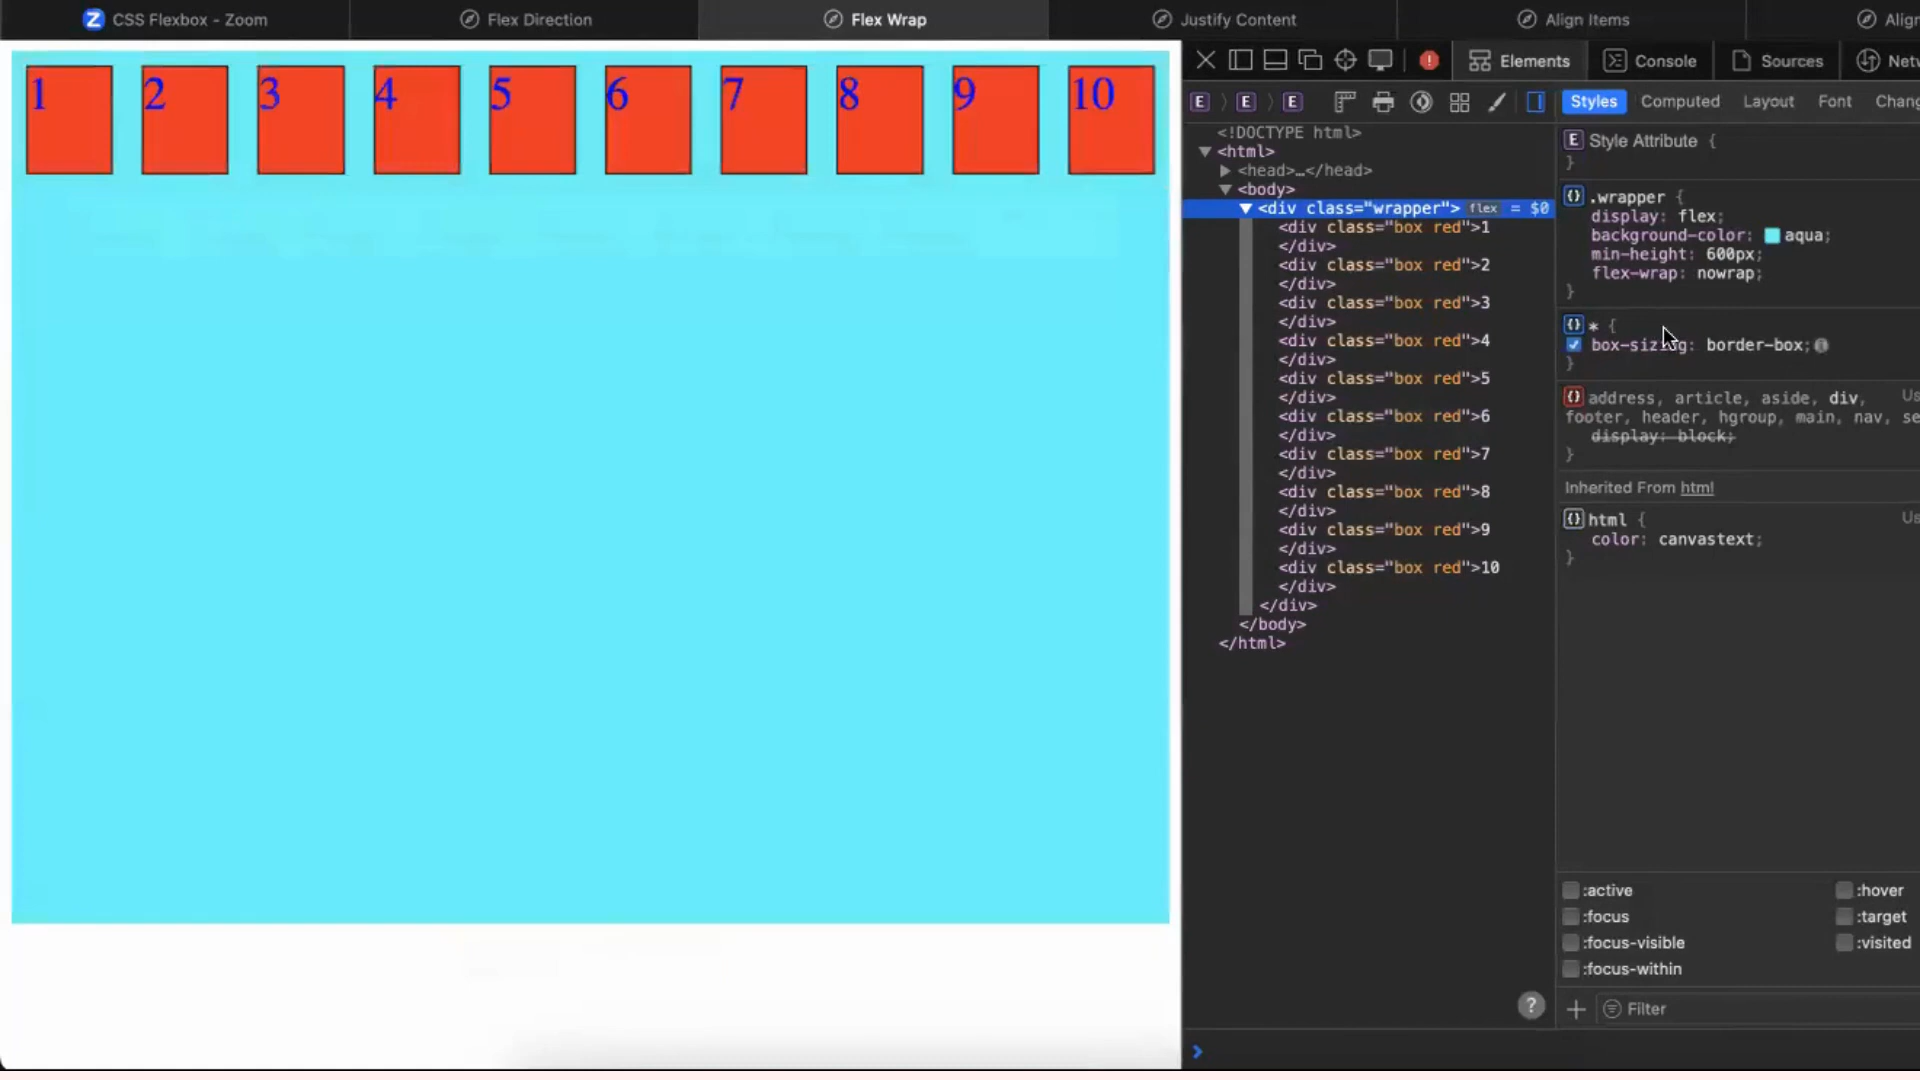 CSS Flexbox - Zoom
Flex Direction
Flex Wrap
Justify Content
Align Items
1 2 3 4 5 6 7 8 9 10
Elements
Console
Sources
E E E
Styles Computed Layout Font
<!DOCTYPE html>
<html>
<head>…</head>
<body>
<div class="wrapper"> flex = $0
<div class="box red">1
</div>
<div class="box red">2
</div>
<div class="box red">3
</div>
<div class="box red">4
</div>
<div class="box red">5
</div>
<div class="box red">6
</div>
<div class="box red">7
</div>
<div class="box red">8
</div>
<div class="box red">9
</div>
<div class="box red">10
</div>
</div>
</body>
</html>
E Style Attribute {
}
{} .wrapper {
display: flex;
background-color: aqua;
min-height: 600px;
flex-wrap: nowrap;
}
{} * {
box-sizing: border-box;
}
{} address, article, aside, div,
footer, header, hgroup, main, nav,
display: block;
}
Inherited From html
{} html {
color: canvastext;
}
:active :hover
:focus :target
:focus-visible :visited
:focus-within
? + Filter